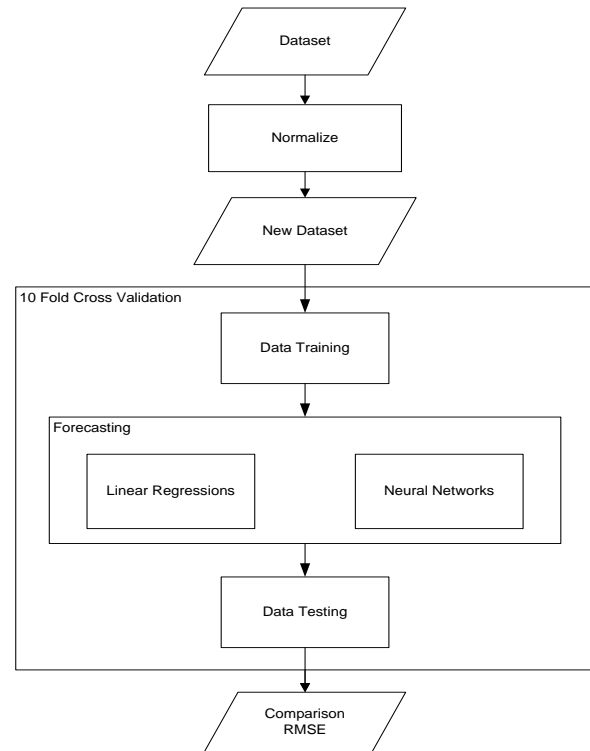 Dataset
Normalize
New Dataset
10 Fold Cross Validation
Data Training
Forecasting
Linear Regressions
Neural Networks
Data Testing
Comparison
RMSE